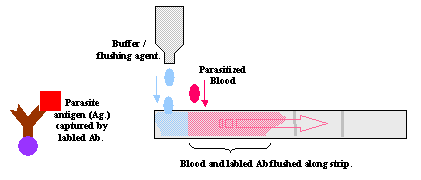 Buffer /
flushing agent.
Parasitized
Blood
Parasite
antigen (Ag.)
captured by
labled Ab.
Blood and labled Ab flushed along strip.